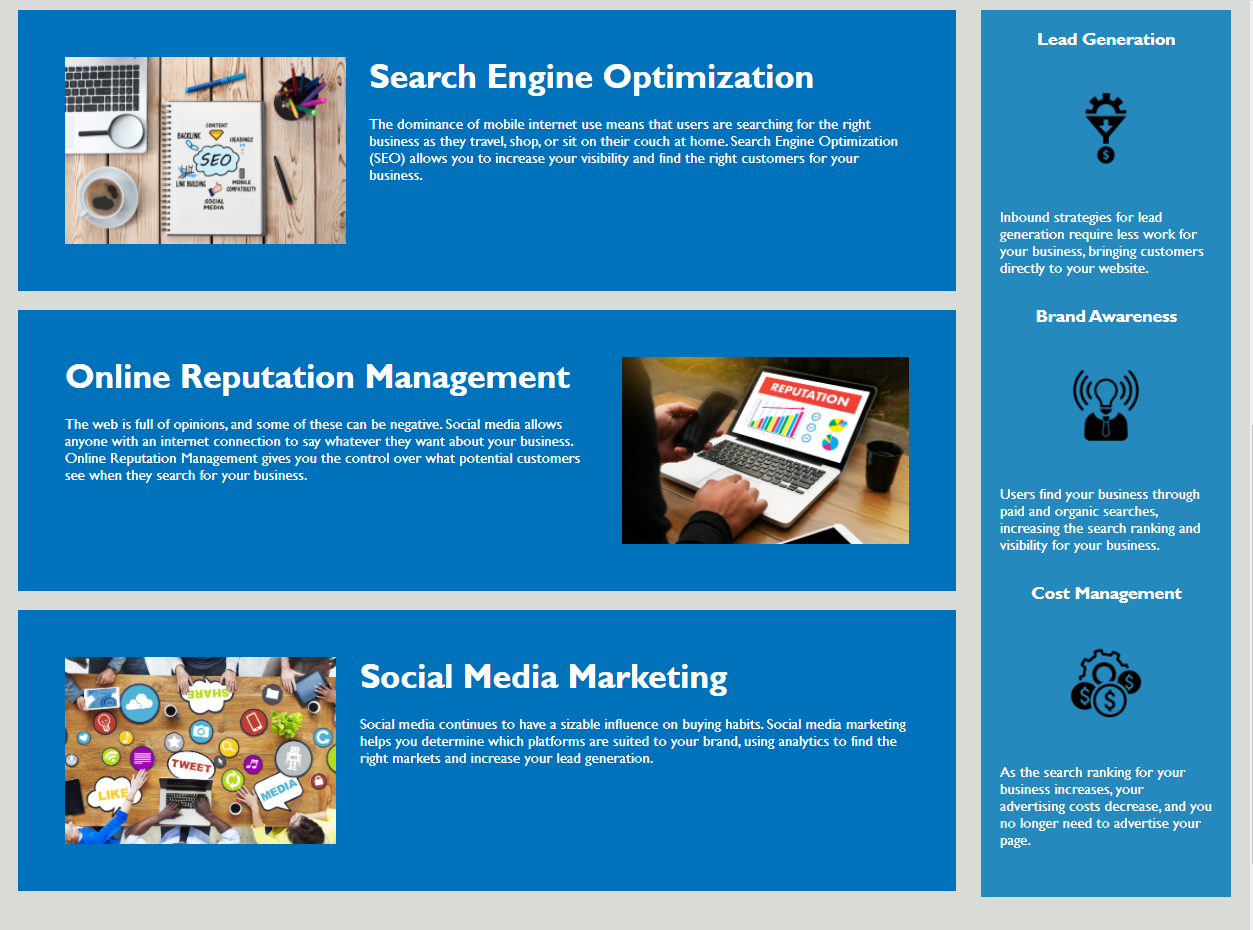 Search Engine Optimization
The dominance of mobile internet use means that users are searching for the right
business as they travel, shop, or sit on their couch at home. Search Engine Optimization
(SEO) allows you to increase your visibility and find the right customers for your
business.
CONTENT
BACKLINK
HEADINGS
SEO
LINK BUILDING
MOBILE
COMPATIBILITY
SOCIAL
MEDIA
Online Reputation Management
The web is full of opinions, and some of these can be negative. Social media allows
anyone with an internet connection to say whatever they want about your business.
Online Reputation Management gives you the control over what potential customers
see when they search for your business.
REPUTATION
Social Media Marketing
Social media continues to have a sizable influence on buying habits. Social media marketing
helps you determine which platforms are suited to your brand, using analytics to find the
right markets and increase your lead generation.
SHARE
TWEET
LIKE
MEDIA
Lead Generation
$
Inbound strategies for lead
generation require less work for
your business, bringing customers
directly to your website.
Brand Awareness
Users find your business through
paid and organic searches,
increasing the search ranking and
visibility for your business.
Cost Management
$ $ $
As the search ranking for your
business increases, your
advertising costs decrease, and you
no longer need to advertise your
page.